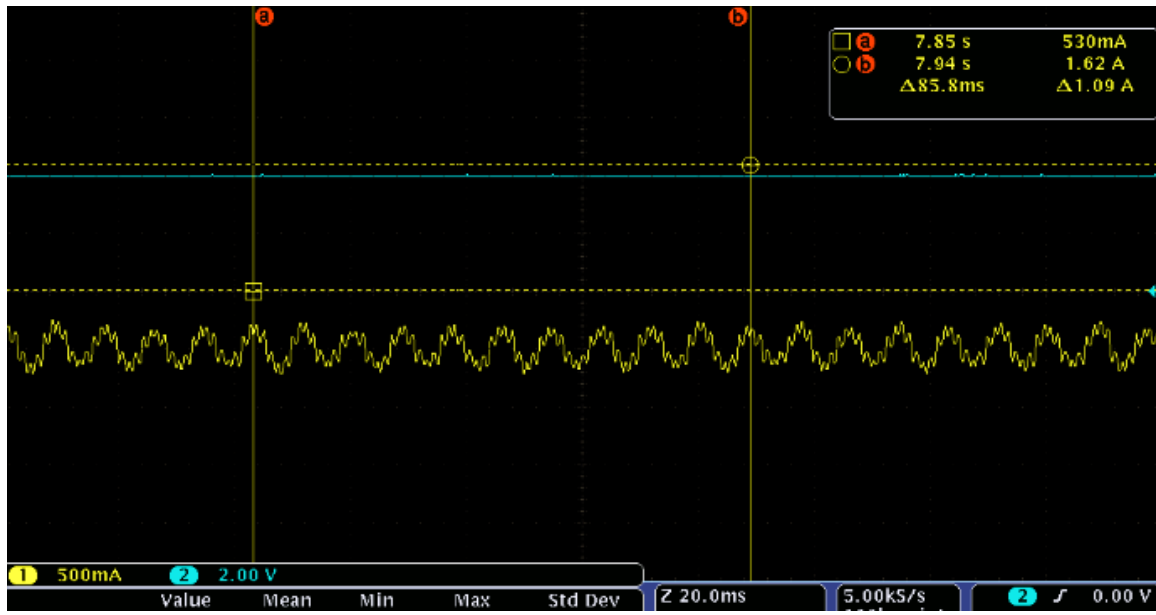 a b
a 7.85 s 530mA
b 7.94 s 1.62 A
Δ85.8ms Δ1.09 A
1 500mA 2 2.00 V
Value Mean Min Max Std Dev
Z 20.0ms
5.00kS/s
2 0.00 V